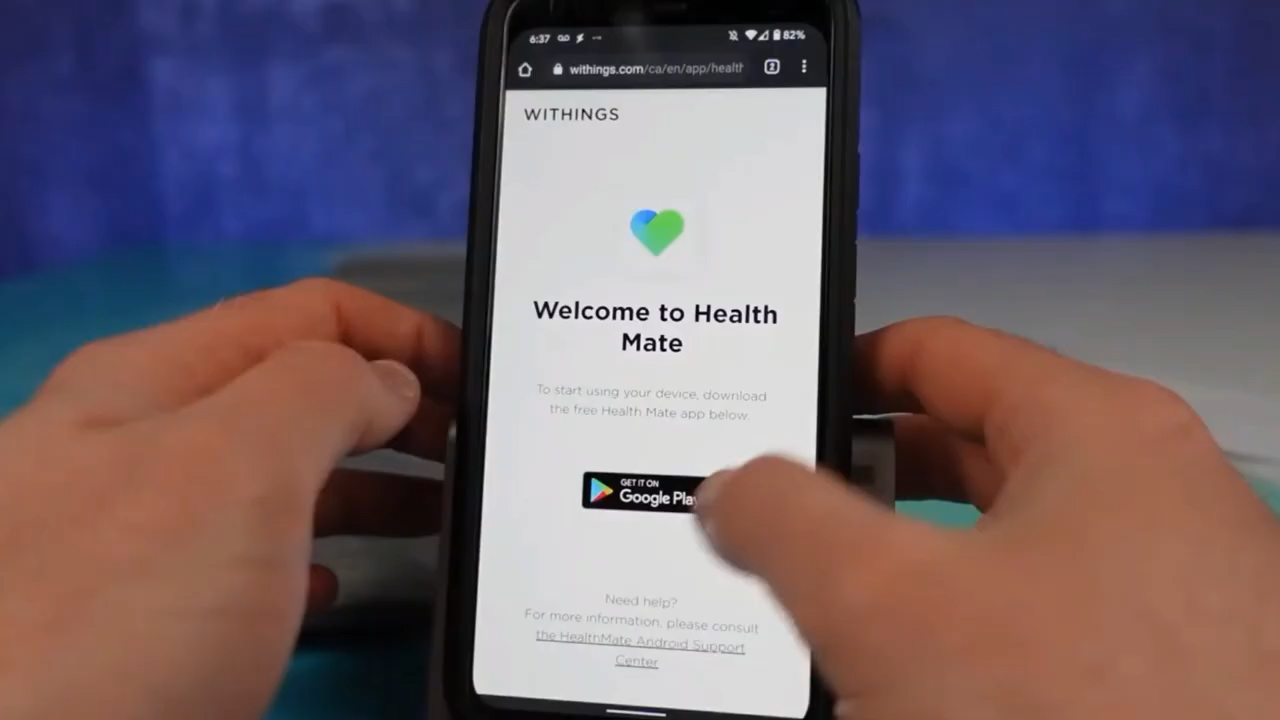 6:37
82%
withings.com/ca/en/app/health
2
WITHINGS
Welcome to Health
Mate
To start using your device, download
the free Health Mate app below.
GET IT ON
Google Play
Need help?
For more information, please consult
the HealthMate Android Support
Center